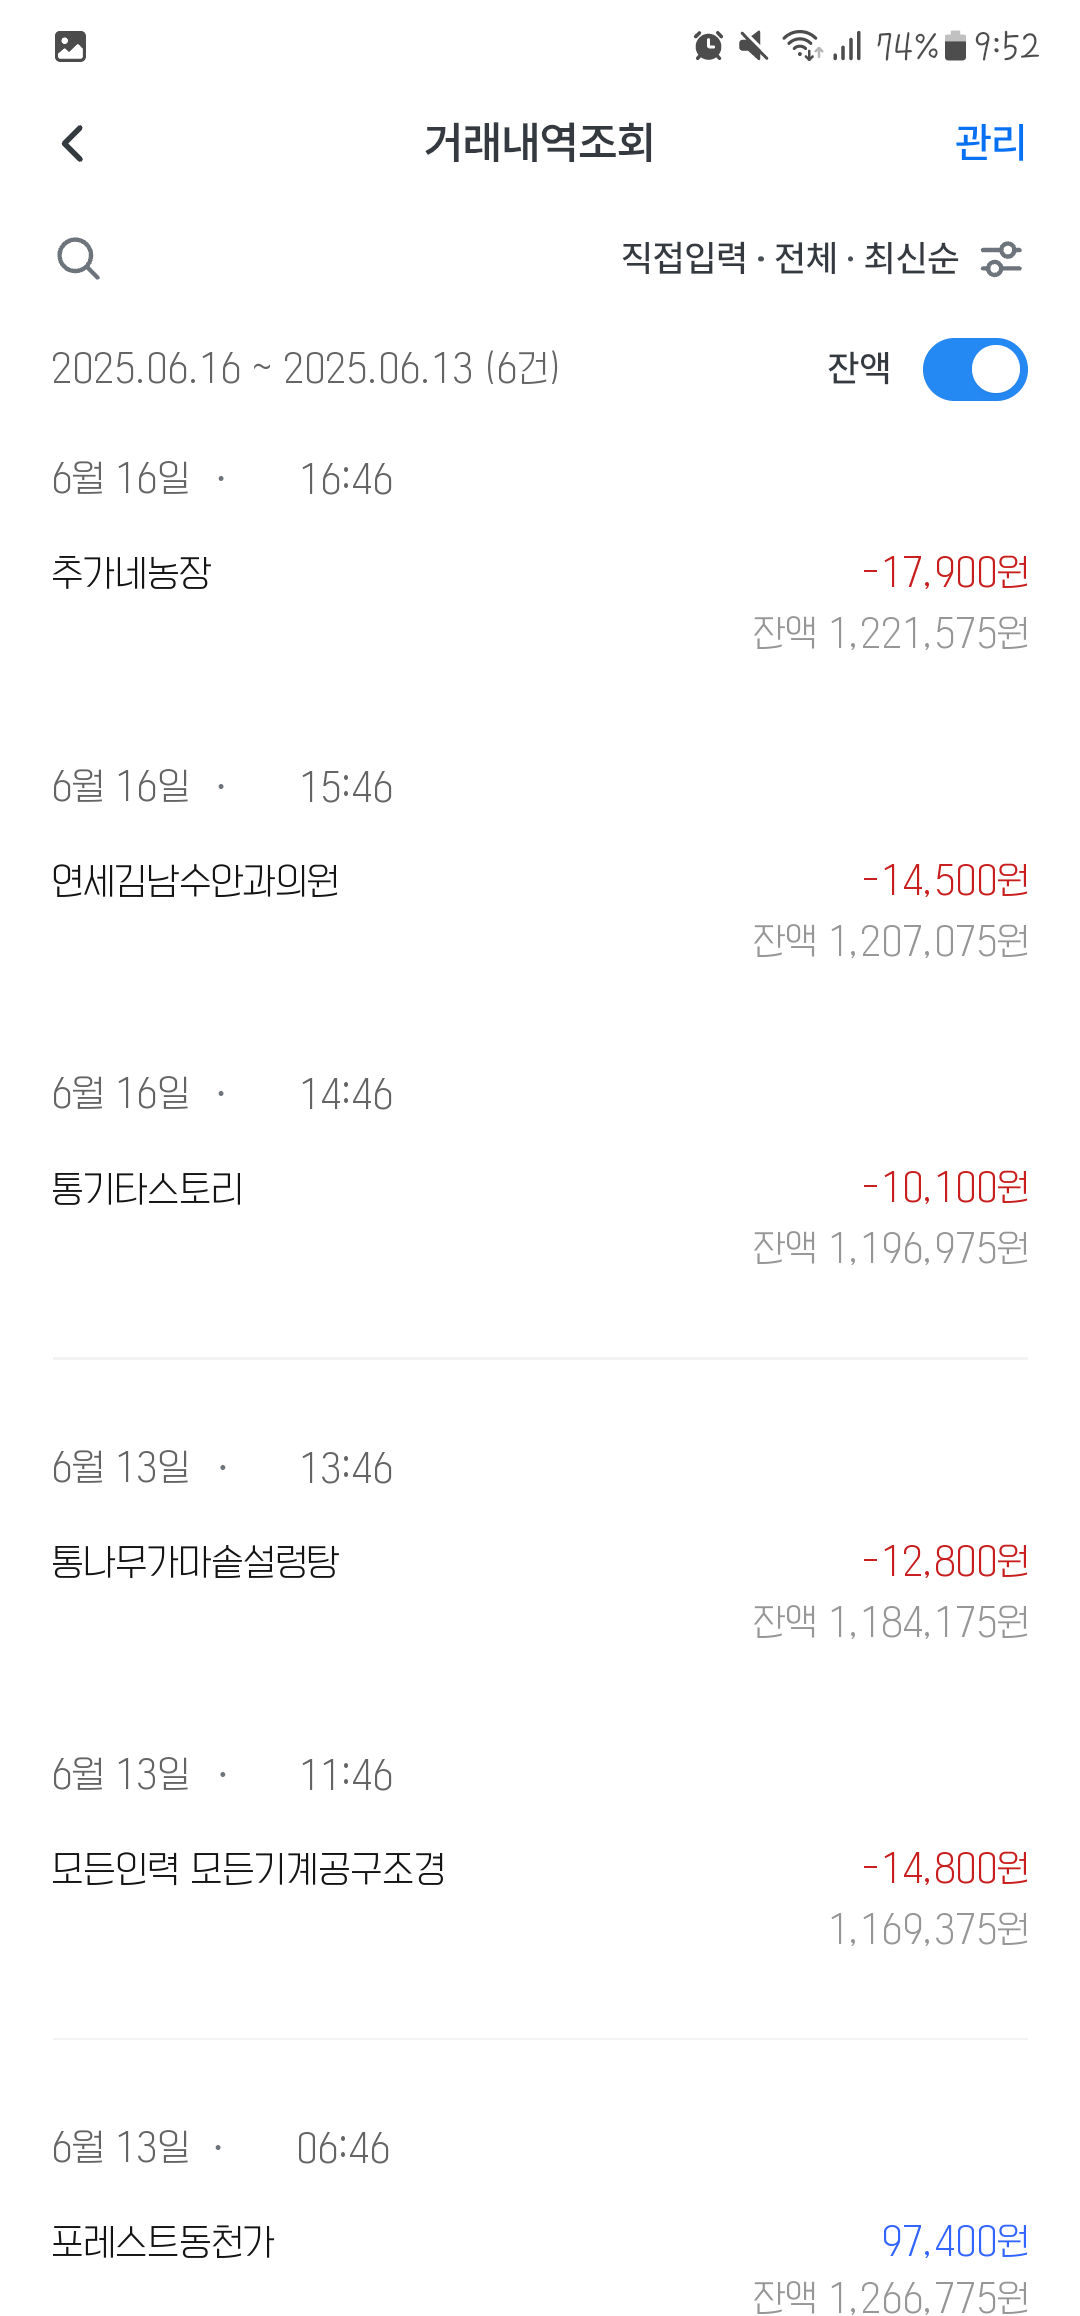 74% 9:52
거래내역조회 관리
직접입력 · 전체 · 최신순
2025.06.16 ~ 2025.06.13 (6건) 잔액
6월 16일 · 16:46
추가네농장 -17,900원
잔액 1,221,575원
6월 16일 · 15:46
연세김남수안과의원 -14,500원
잔액 1,207,075원
6월 16일 · 14:46
통기타스토리 -10,100원
잔액 1,196,975원
6월 13일 · 13:46
통나무가마솥설렁탕 -12,800원
잔액 1,184,175원
6월 13일 · 11:46
모든인력 모든기계공구조경 -14,800원
1,169,375원
6월 13일 · 06:46
포레스트동천가 97,400원
잔액 1,266,775원